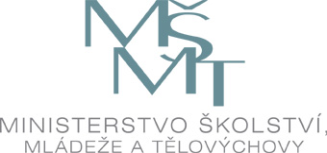 MŠ
MT
MINISTERSTVO ŠKOLSTVÍ,
MLÁDEŽE A TĚLOVÝCHOVY